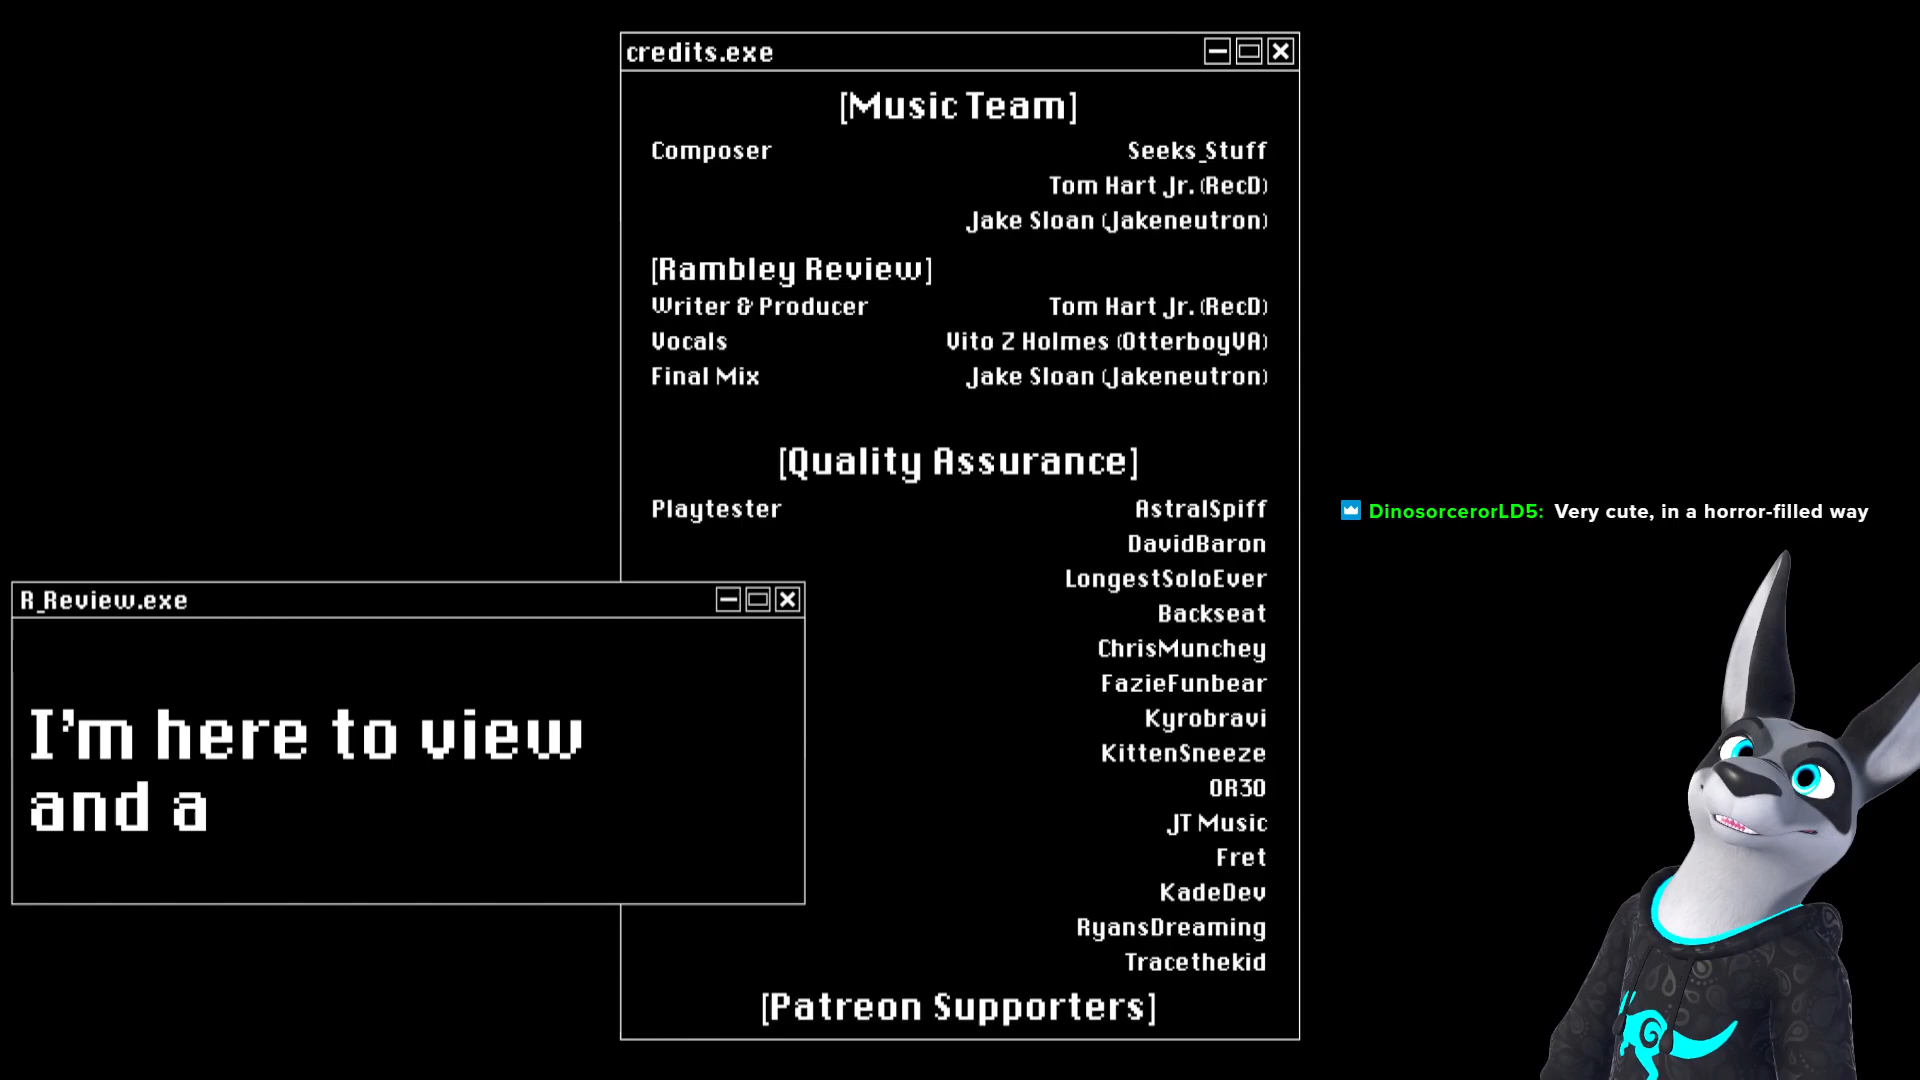 credits.exe
[Music Team]
Composer Seeks_Stuff
Tom Hart Jr. (RecD)
Jake Sloan (Jakeneutron)
[Rambley Review]
Writer & Producer Tom Hart Jr. (RecD)
Vocals Vito Z Holmes (OtterboyVA)
Final Mix Jake Sloan (Jakeneutron)
[Quality Assurance]
Playtester AstralSpiff
DavidBaron
LongestSoloEver
Backseat
ChrisMunchey
FazieFunbear
Kyrobravi
KittenSneeze
OR3O
JT Music
Fret
KadeDev
RyansDreaming
Tracethekid
[Patreon Supporters]
R_Review.exe
I'm here to view
and a
DinosorcerorLD5: Very cute, in a horror-filled way